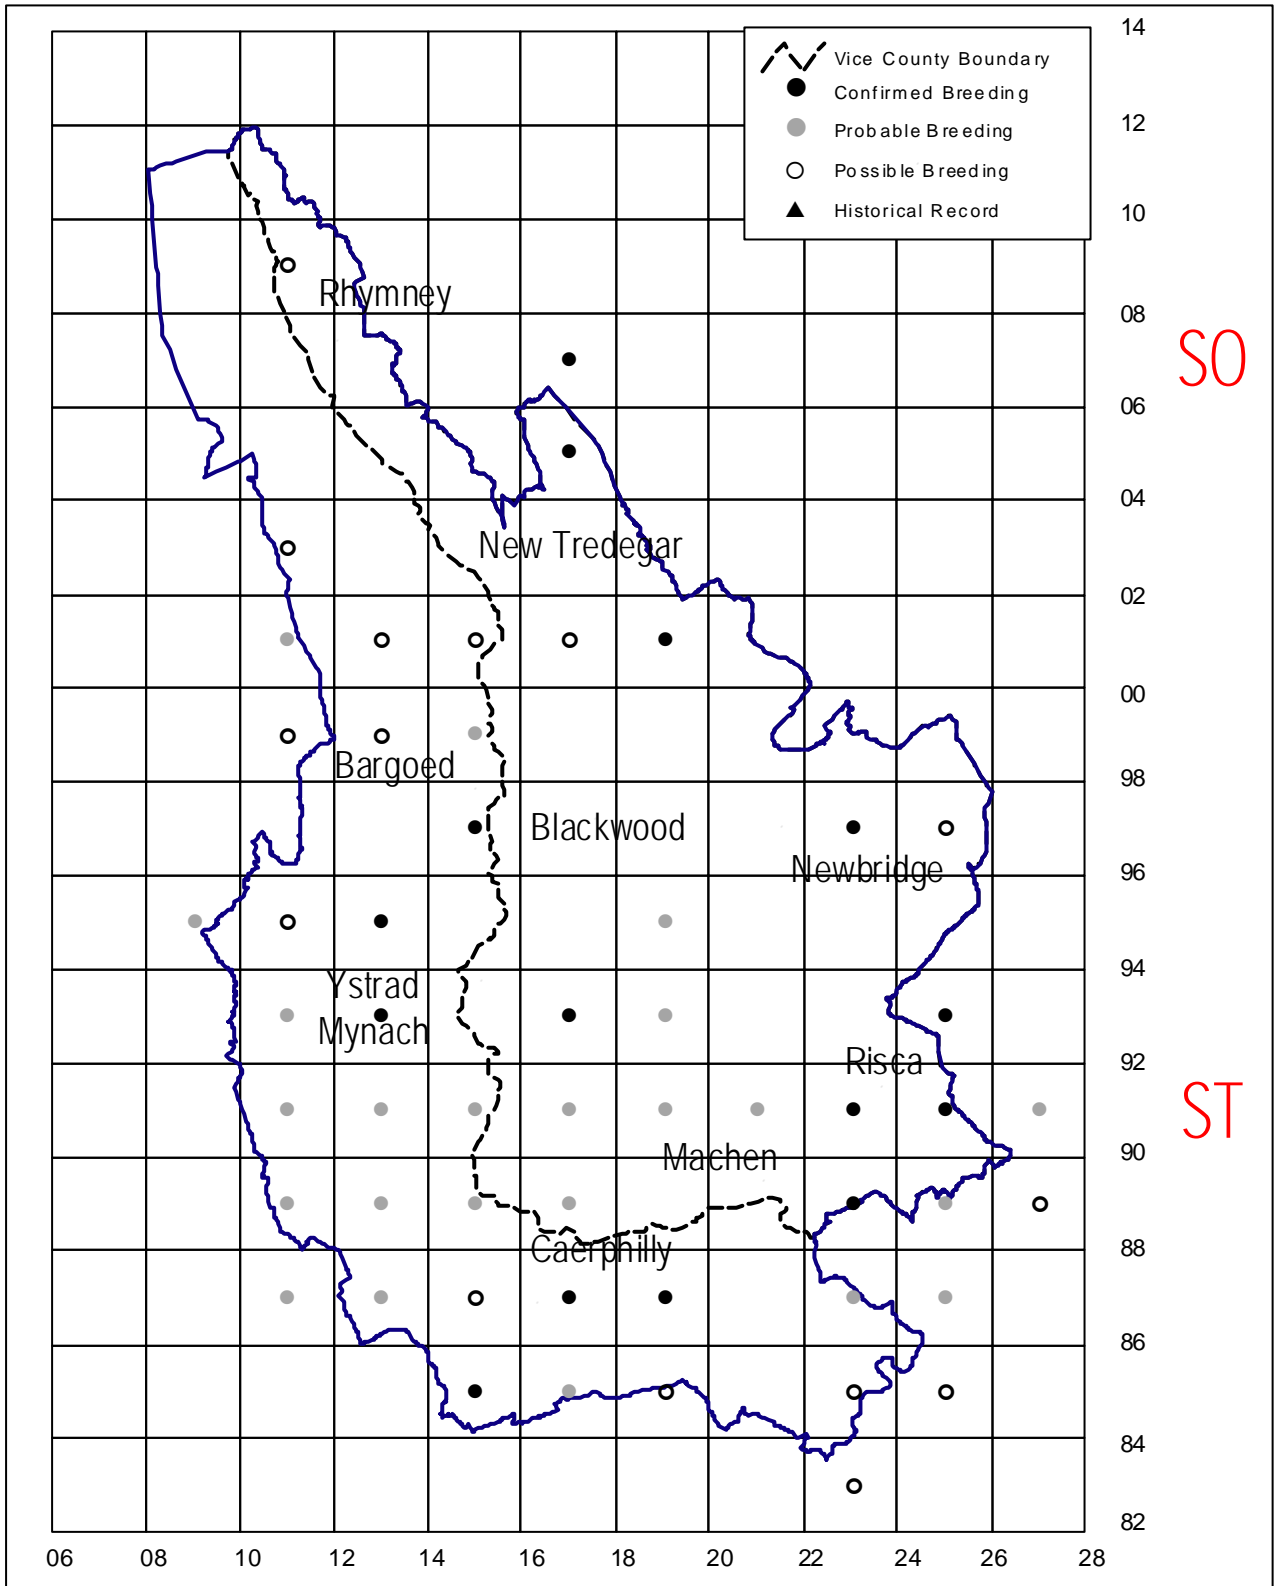 14
Vice County Boundary
Confirmed Breeding
12
Probable Breeding
Possible Breeding
10
Historical Record
Rhymney
08
SO
06
04
New Tredegar
02
00
Bargoed
98
Blackwood
Newbridge
96
94
Ystrad
Mynach
Risca
92
ST
Machen
90
Caerphilly
88
86
84
82
06 08 10 12 14 16 18 20 22 24 26 28